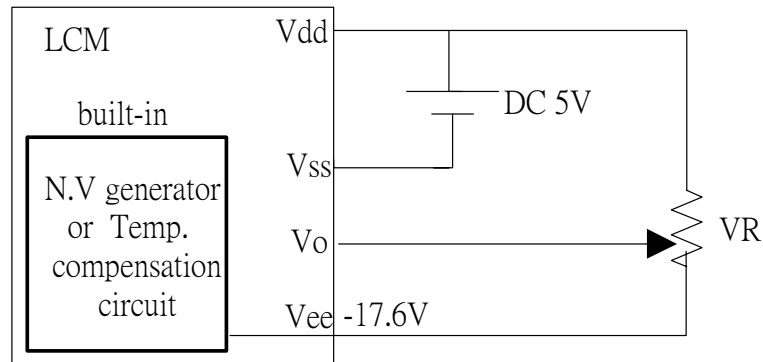 LCM
Vdd
built-in
DC 5V
Vss
N.V generator
or Temp.
compensation
circuit
Vo
VR
Vee -17.6V